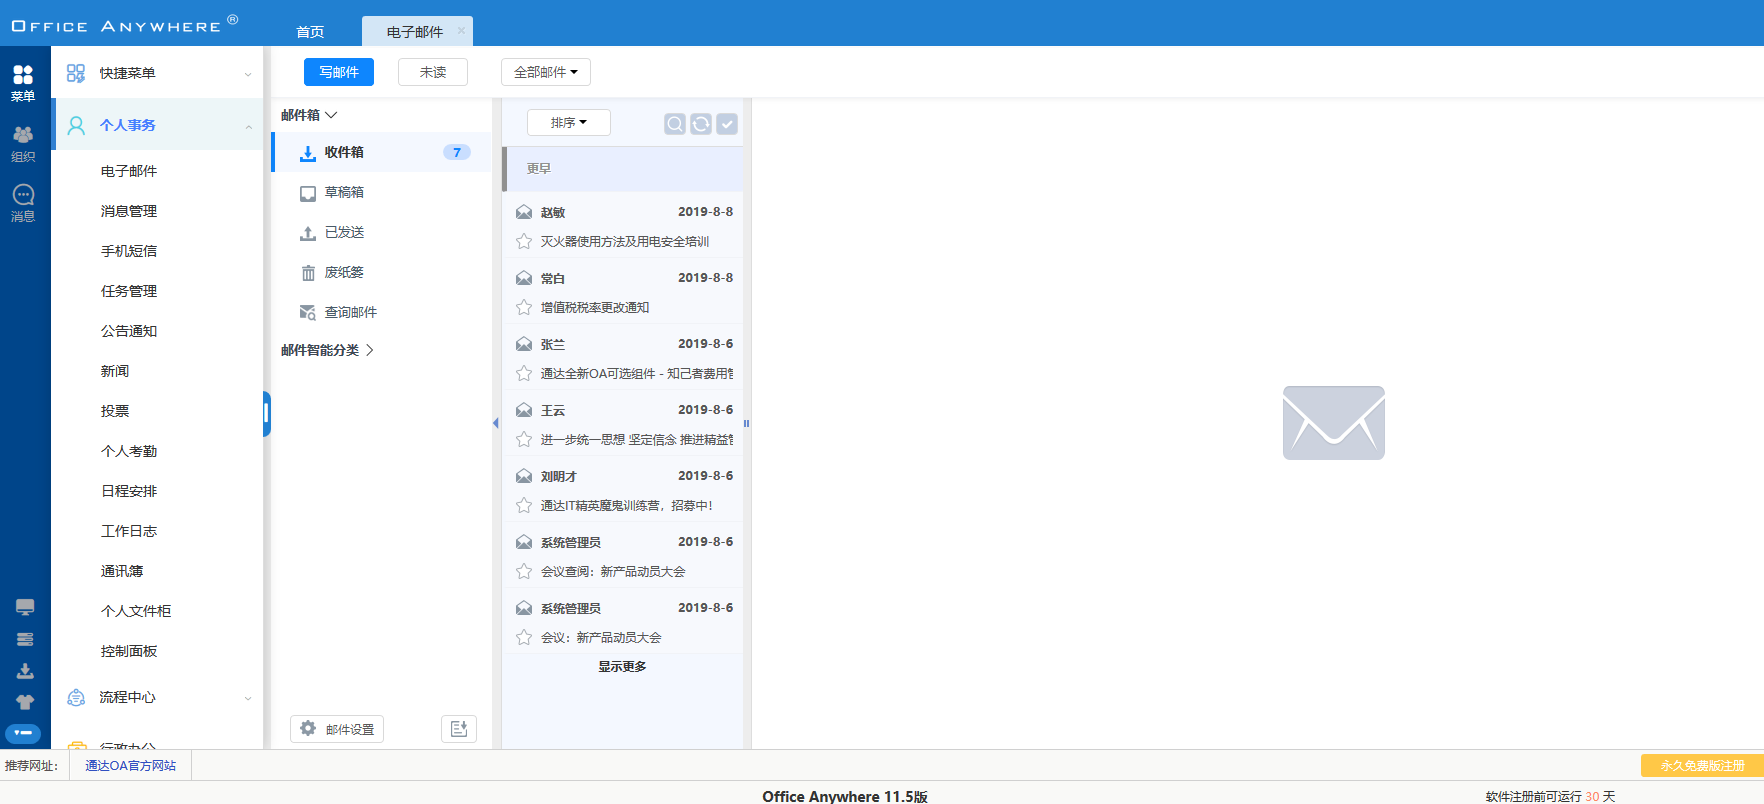 OFFICE ANYWHERE®
首页
电子邮件
菜单
组织
消息
快捷菜单
个人事务
电子邮件
消息管理
手机短信
任务管理
公告通知
新闻
投票
个人考勤
日程安排
工作日志
通讯簿
个人文件柜
控制面板
流程中心
行政办公
写邮件
未读
全部邮件
邮件箱
收件箱 7
草稿箱
已发送
废纸篓
查询邮件
邮件智能分类
邮件设置
排序
更早
赵敏 2019-8-8
灭火器使用方法及用电安全培训
常白 2019-8-8
增值税税率更改通知
张兰 2019-8-6
通达全新OA可选组件 - 知己者费用管
王云 2019-8-6
进一步统一思想 坚定信念 推进精益管
刘明才 2019-8-6
通达IT精英魔鬼训练营，招募中！
系统管理员 2019-8-6
会议查阅：新产品动员大会
系统管理员 2019-8-6
会议：新产品动员大会
显示更多
推荐网址：
通达OA官方网站
永久免费版注册
Office Anywhere 11.5版
软件注册前可运行 30 天